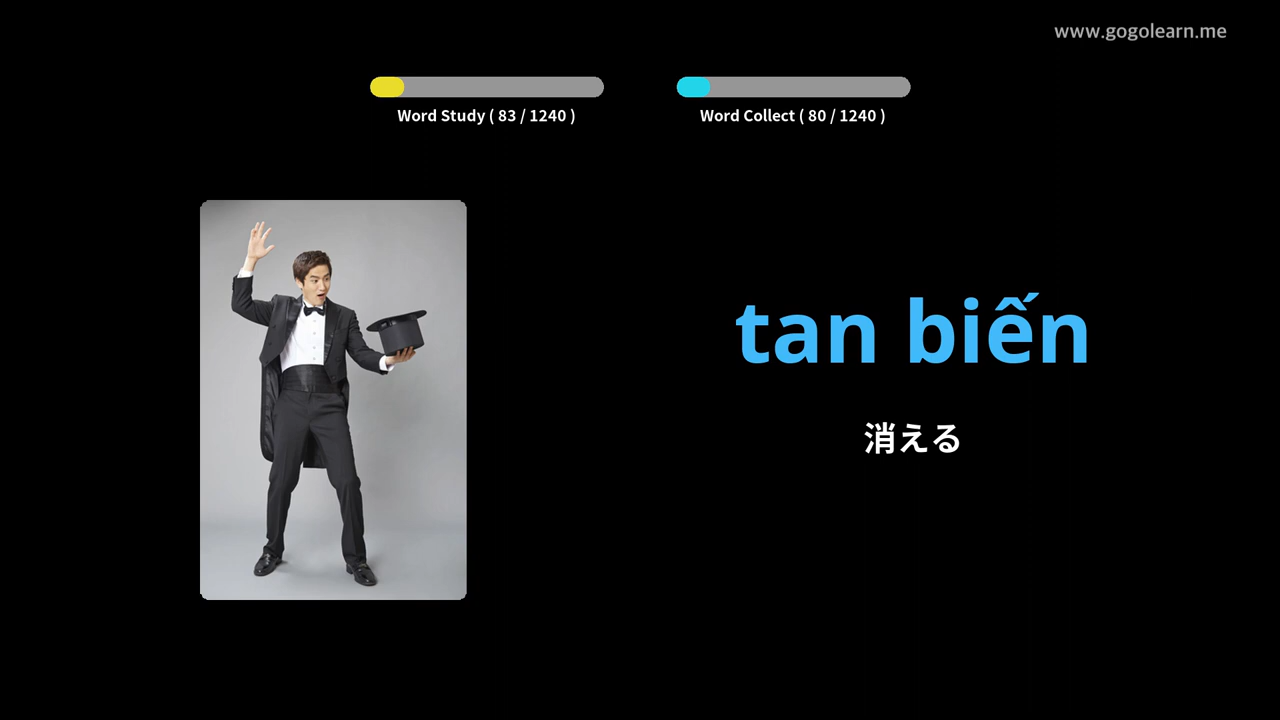 www.gogolearn.me
Word Study ( 83 / 1240 )
Word Collect ( 80 / 1240 )
tan biến
消える